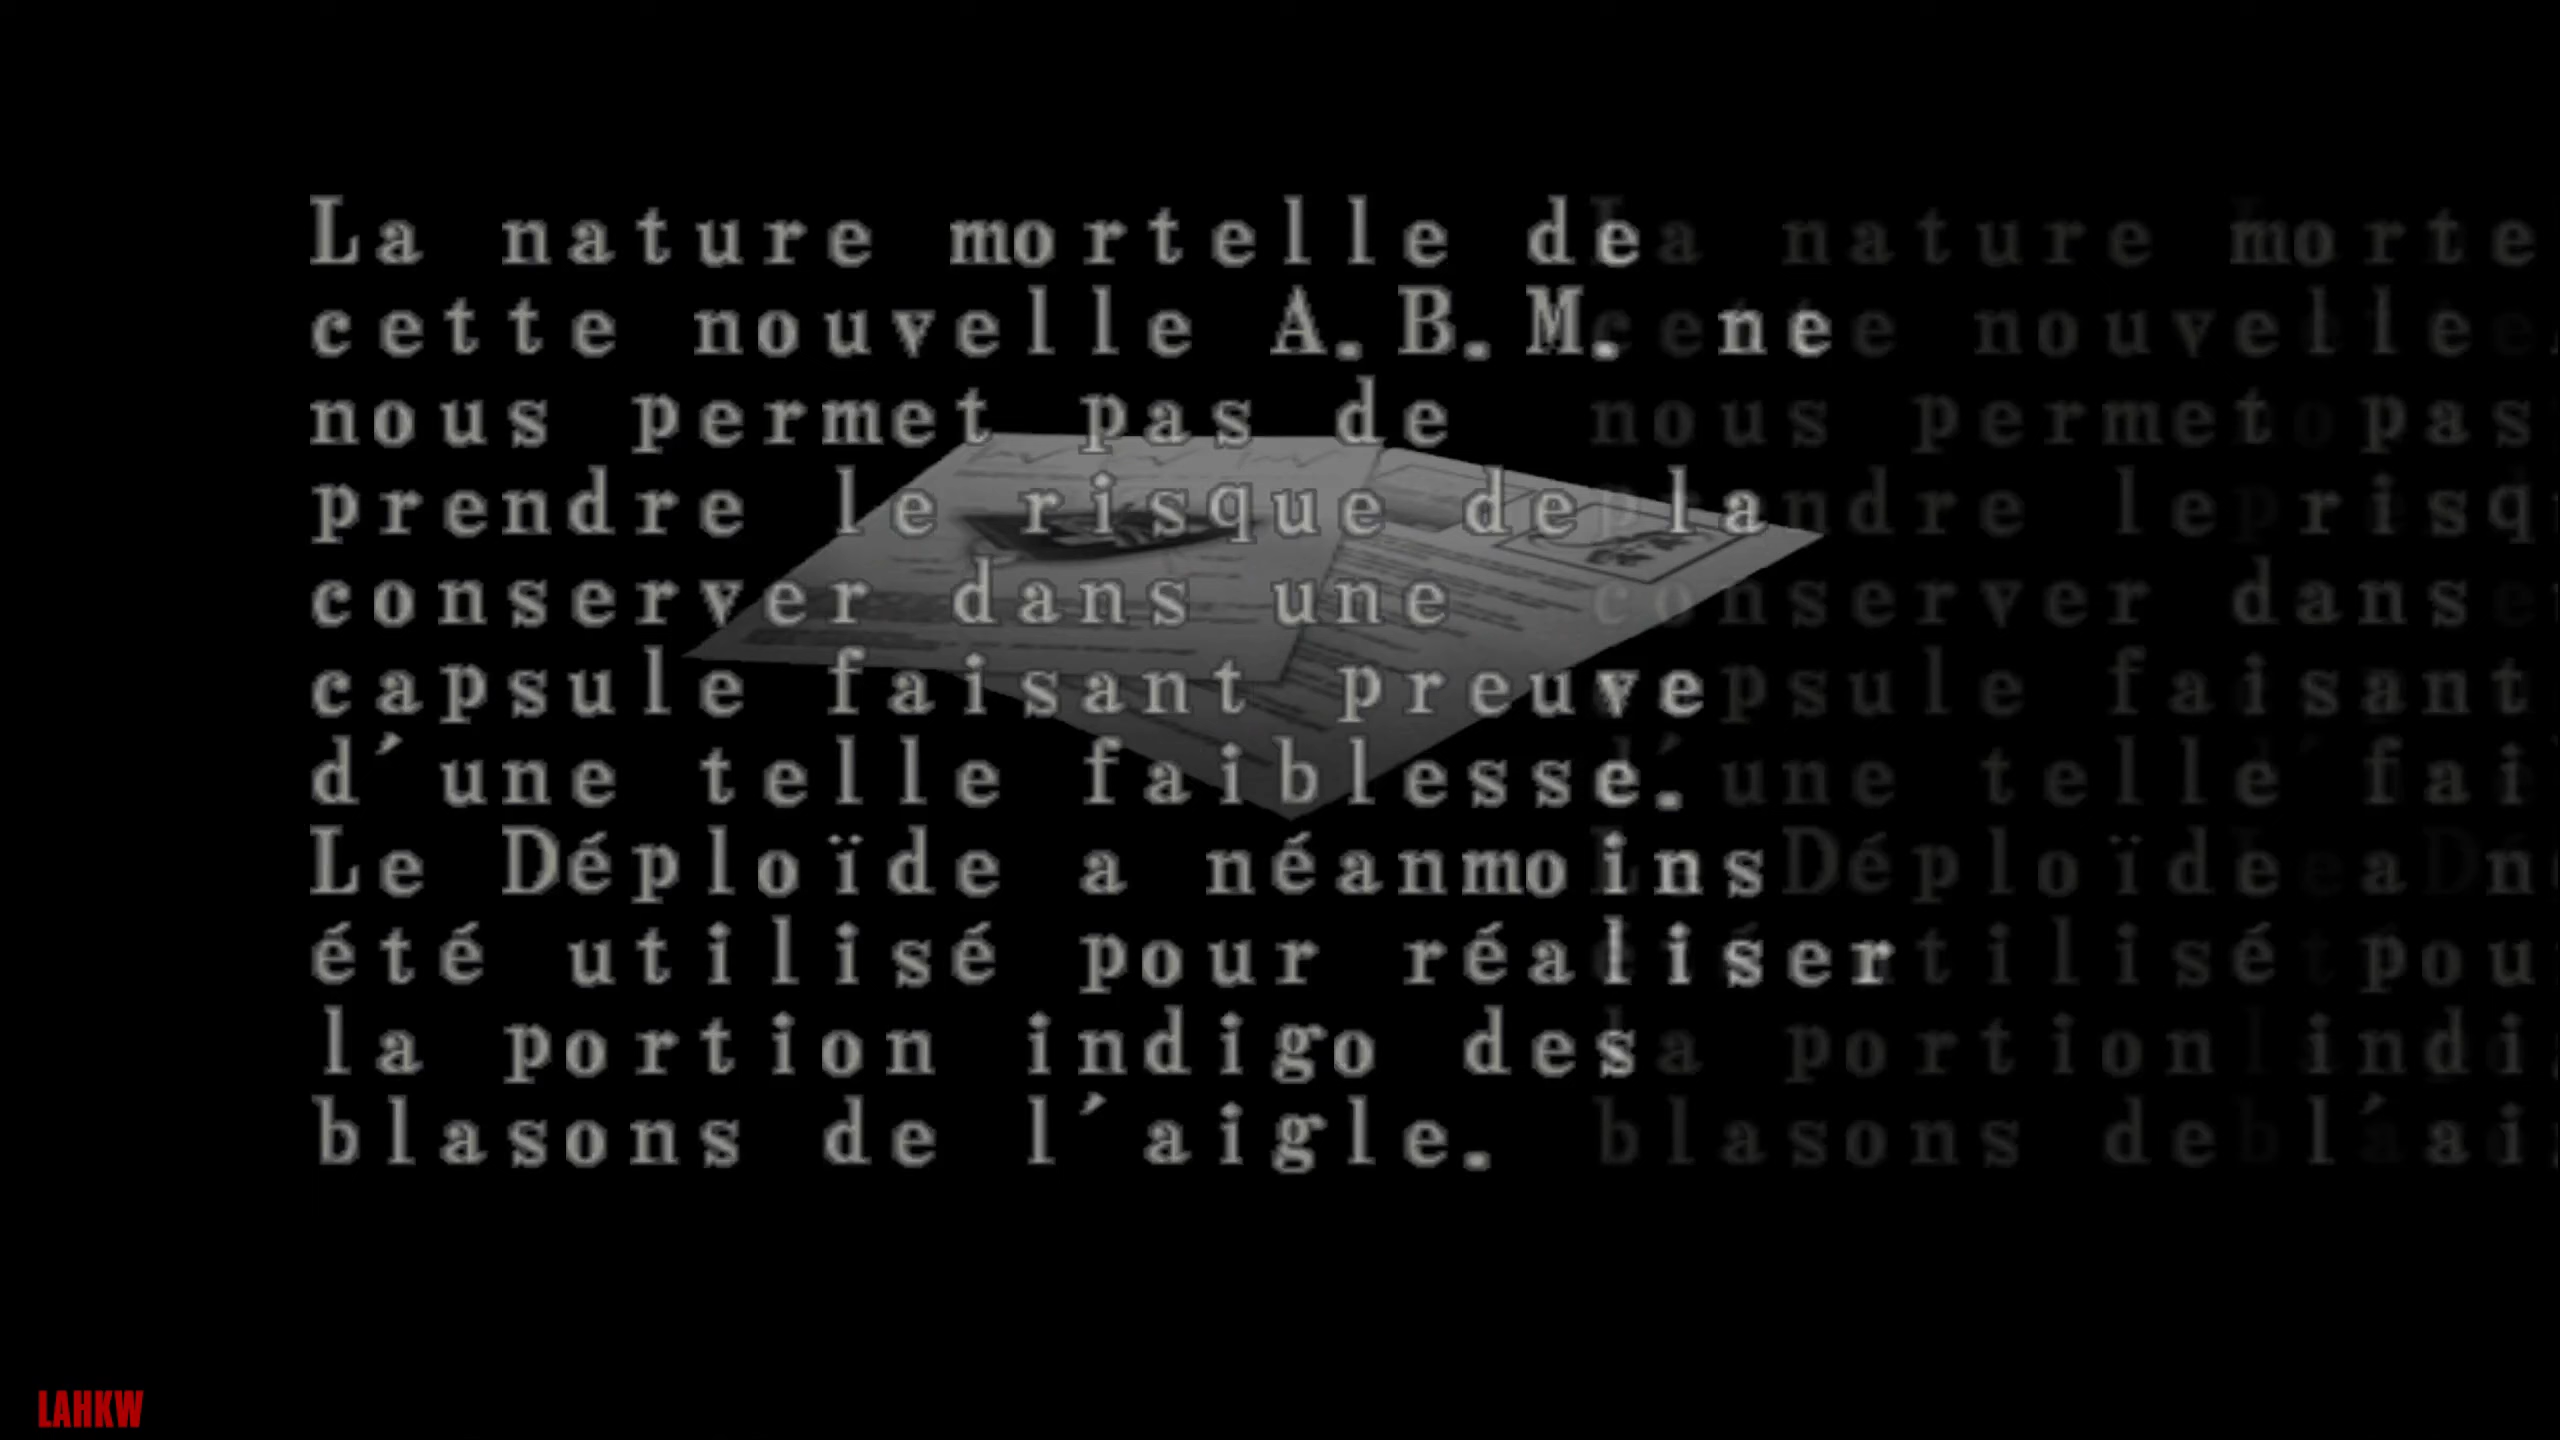 La nature mortelle de
cette nouvelle A.B.M. ne
nous permet pas de
prendre le risque de la
conserver dans une
capsule faisant preuve
d´une telle faiblesse.
Le Déploïde a néanmoins
été utilisé pour réaliser
la portion indigo des
blasons de l´aigle.
LAHKW